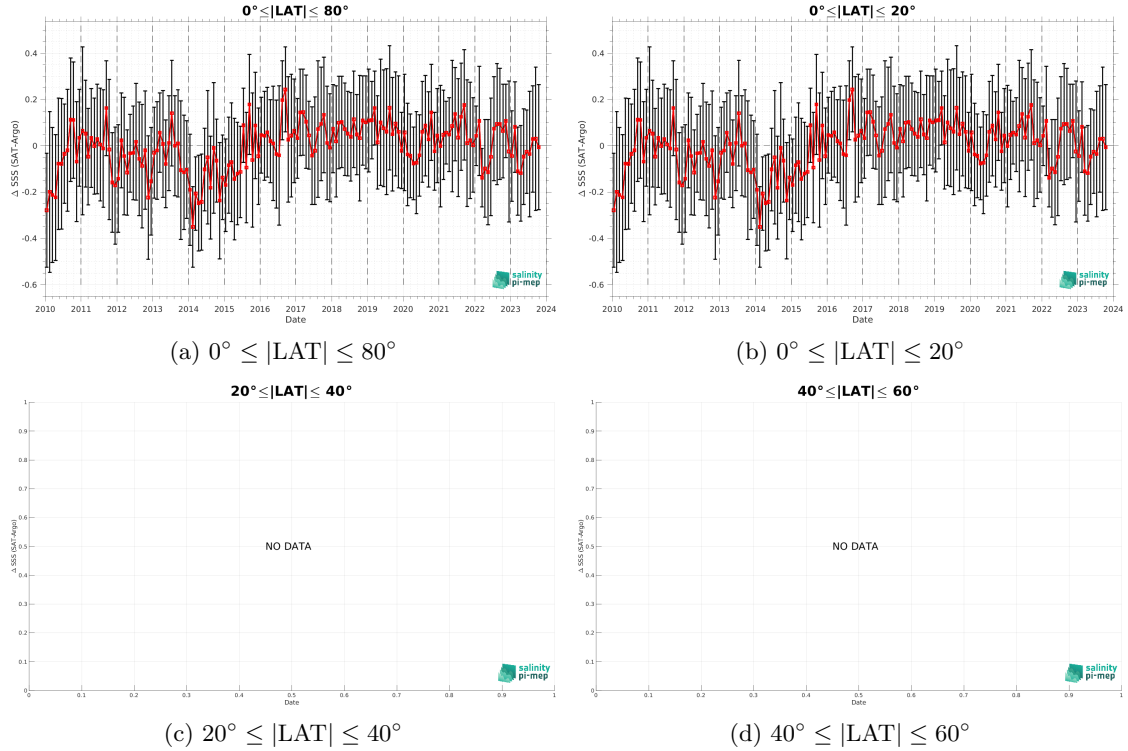 0°≤|LAT|≤ 80°
Δ SSS (SAT-Argo)
0.4
0.2
0
-0.2
-0.4
-0.6
2010 2011 2012 2013 2014 2015 2016 2017 2018 2019 2020 2021 2022 2023 2024
Date
salinity
pi-mep
(a) 0° ≤ |LAT| ≤ 80°
0°≤|LAT|≤ 20°
Δ SSS (SAT-Argo)
0.4
0.2
0
-0.2
-0.4
-0.6
2010 2011 2012 2013 2014 2015 2016 2017 2018 2019 2020 2021 2022 2023 2024
Date
salinity
pi-mep
(b) 0° ≤ |LAT| ≤ 20°
20°≤|LAT|≤ 40°
Δ SSS (SAT-Argo)
1
0.9
0.8
0.7
0.6
0.5
0.4
0.3
0.2
0.1
0
NO DATA
0 0.1 0.2 0.3 0.4 0.5 0.6 0.7 0.8 0.9 1
Date
salinity
pi-mep
(c) 20° ≤ |LAT| ≤ 40°
40°≤|LAT|≤ 60°
Δ SSS (SAT-Argo)
1
0.9
0.8
0.7
0.6
0.5
0.4
0.3
0.2
0.1
0
NO DATA
0 0.1 0.2 0.3 0.4 0.5 0.6 0.7 0.8 0.9 1
Date
salinity
pi-mep
(d) 40° ≤ |LAT| ≤ 60°